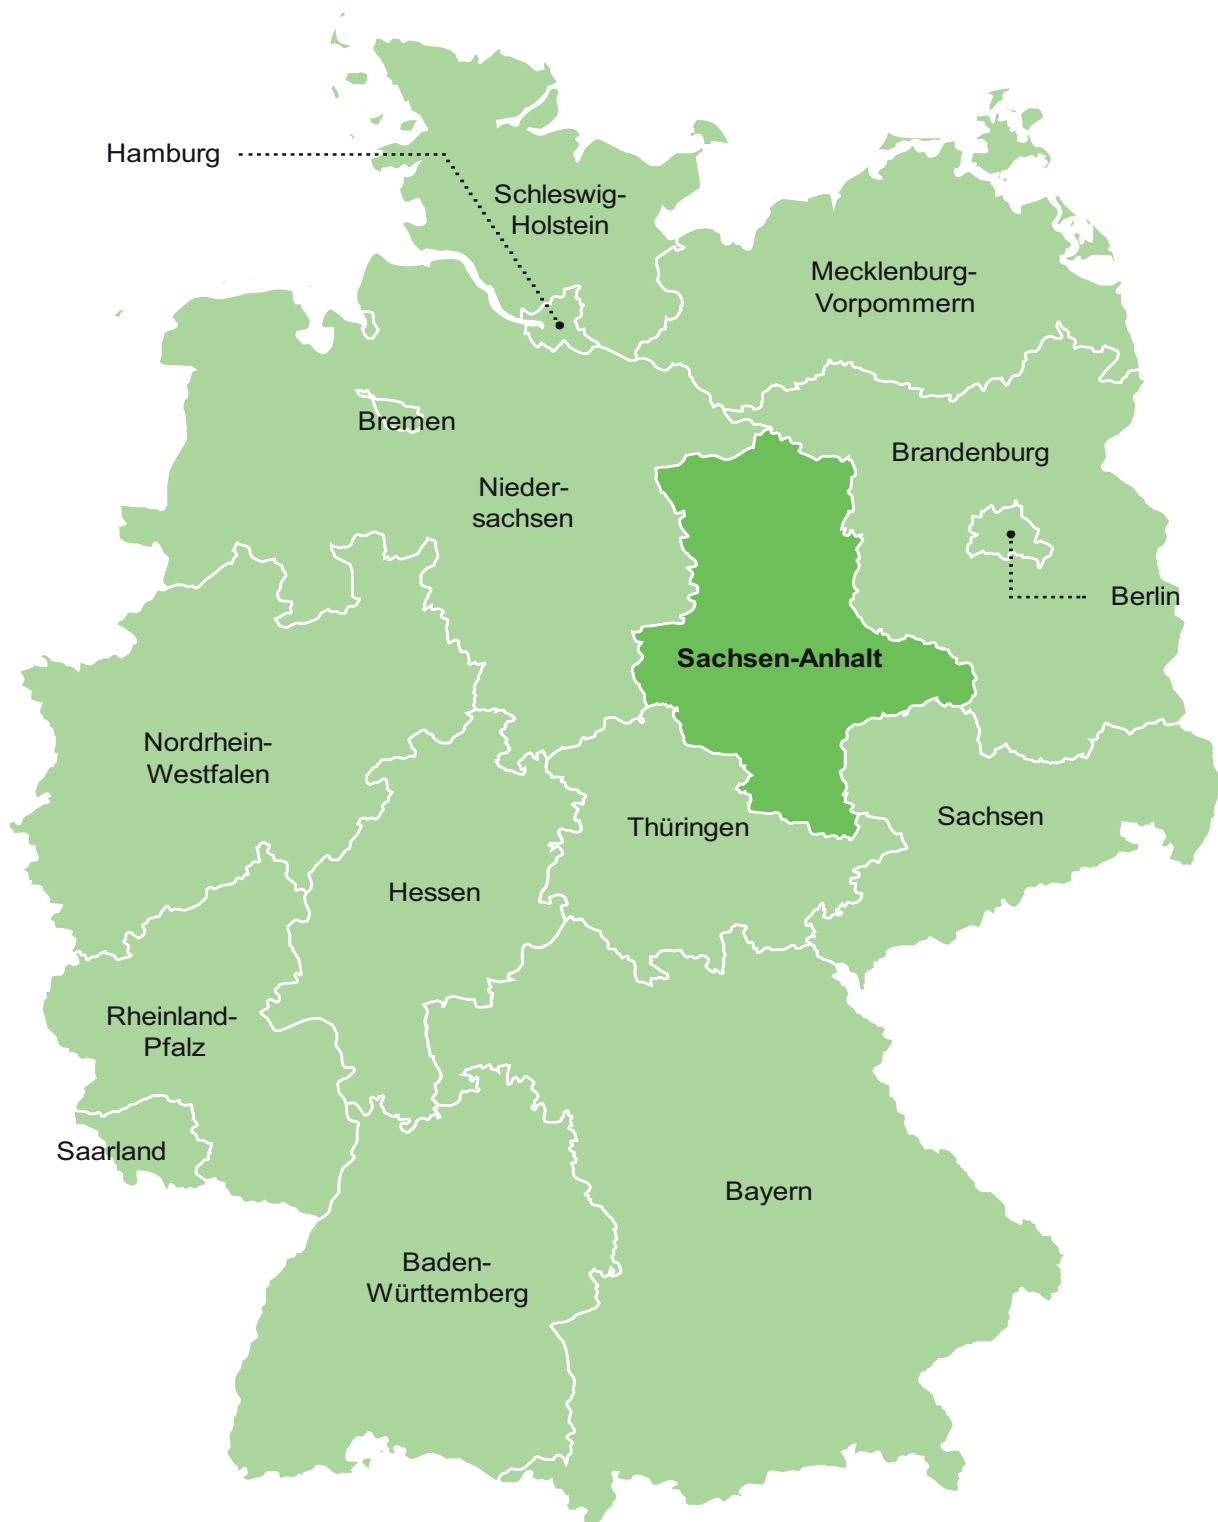 Hamburg
Schleswig-
Holstein
Mecklenburg-
Vorpommern
Bremen
Brandenburg
Nieder-
sachsen
Berlin
Sachsen-Anhalt
Nordrhein-
Westfalen
Thüringen
Sachsen
Hessen
Rheinland-
Pfalz
Saarland
Bayern
Baden-
Württemberg